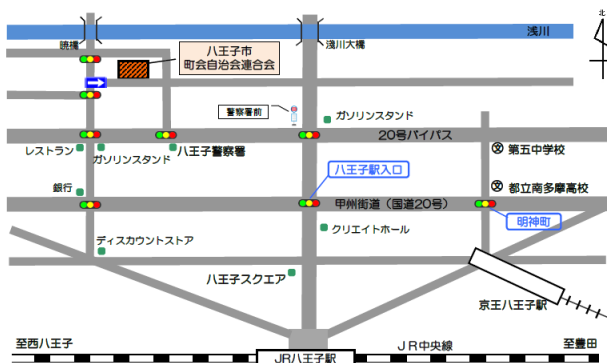 北
浅川
暁橋
浅川大橋
八王子市
町会自治会連合会
警察署前
ガソリンスタンド
20号バイパス
レストラン
ガソリンスタンド
八王子警察署
第五中学校
八王子駅入口
銀行
都立南多摩高校
甲州街道（国道20号）
明神町
クリエイトホール
ディスカウントストア
八王子スクエア
京王八王子駅
至西八王子
JR中央線
至豊田
JR八王子駅